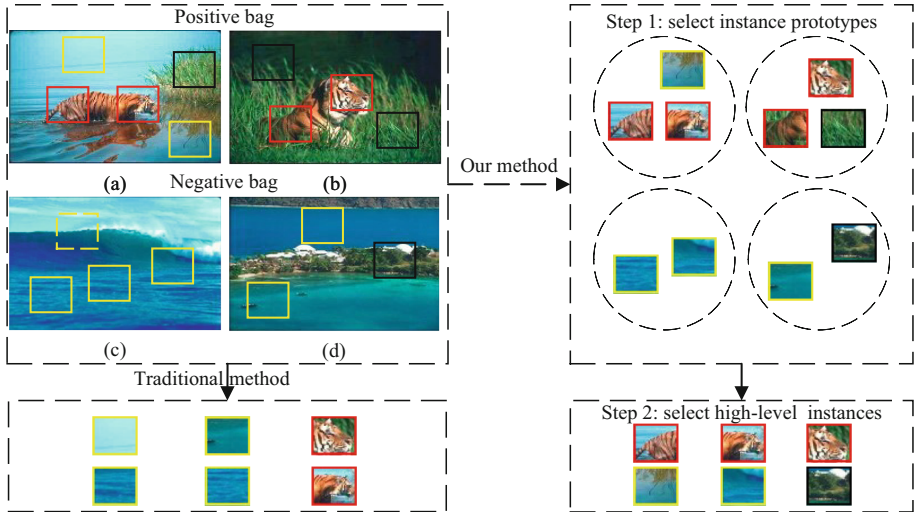 Positive bag
(a)
(b)
Negative bag
(c)
(d)
Our method
Traditional method
Step 1: select instance prototypes
Step 2: select high-level instances